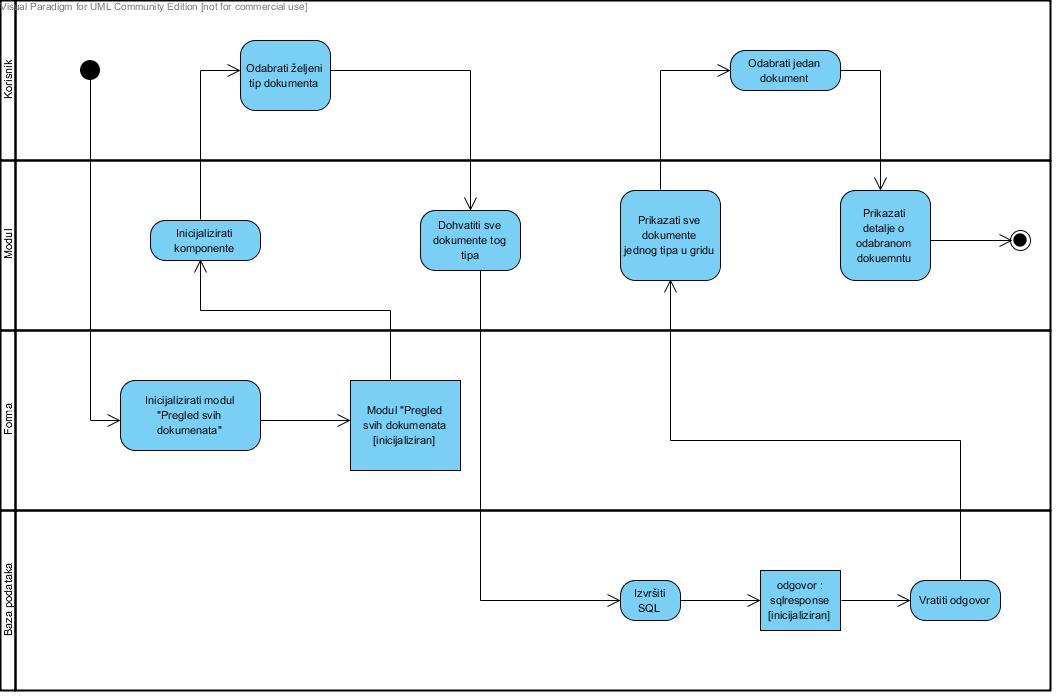 Visual Paradigm for UML Community Edition [not for commercial use]
Korisnik
Odabrati željeni
tip dokumenta
Odabrati jedan
dokument
Modul
Inicijalizirati
komponente
Dohvatiti sve
dokumente tog
tipa
Prikazati sve
dokumente
jednog tipa u gridu
Prikazati
detalje o
odabranom
dokuemntu
Forma
Inicijalizirati modul
"Pregled svih
dokumenata"
Modul "Pregled
svih dokumenata
[inicijaliziran]
Baza podataka
Izvršiti
SQL
odgovor :
sqlresponse
[inicijaliziran]
Vratiti odgovor